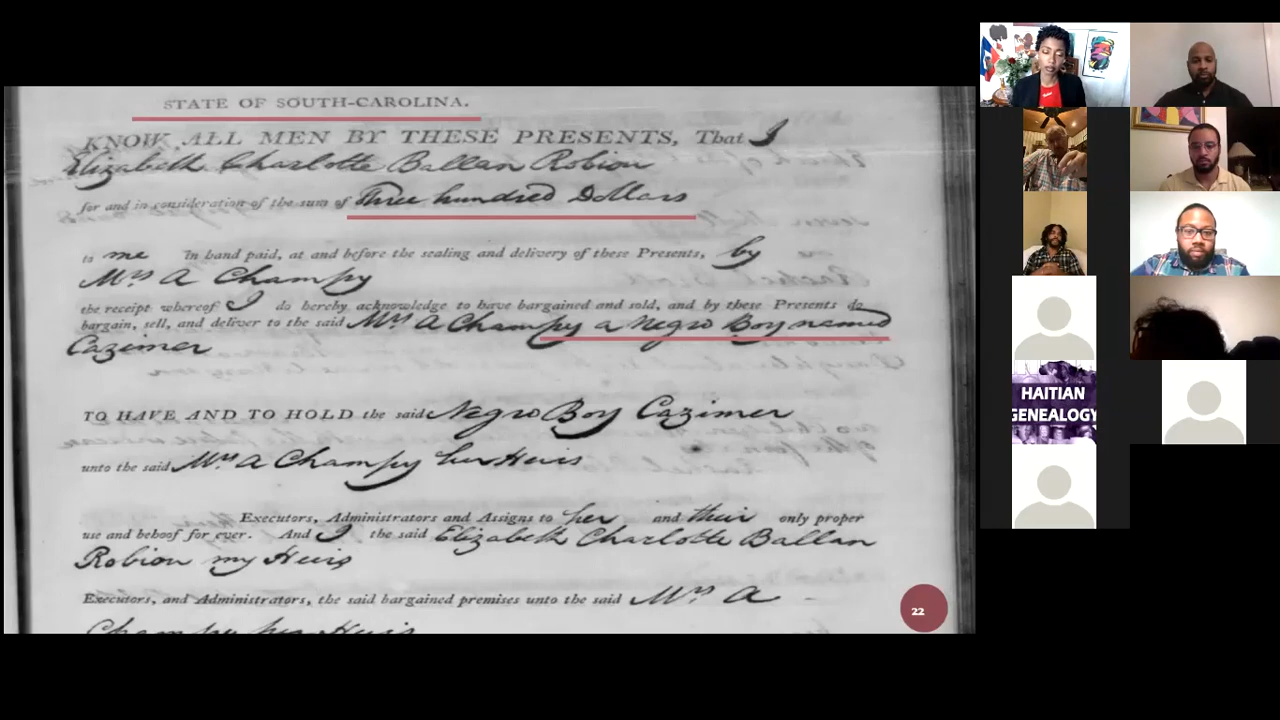 STATE OF SOUTH-CAROLINA.
KNOW ALL MEN BY THESE PRESENTS, That I
Elizabeth Charlotte Ballan Robion
for and in consideration of the sum of Three hundred Dollars
to me In hand paid, at and before the sealing and delivery of these Presents, by
Mrs A Champy
the receipt whereof I do hereby acknowledge to have bargained and sold, and by these Presents do
bargain, sell, and deliver to the said Mrs A Champy a Negro Boy named
Cazimer
TO HAVE AND TO HOLD the said Negro Boy Cazimer
unto the said Mrs A Champy her Heirs
Executors, Administrators and Assigns to her and their only proper
use and behoof for ever. And I the said Elizabeth Charlotte Ballan
Robion my Heirs
Executors, and Administrators, the said bargained premises unto the said Mrs A
Champy her Heirs
22
HAITIAN
GENEALOGY